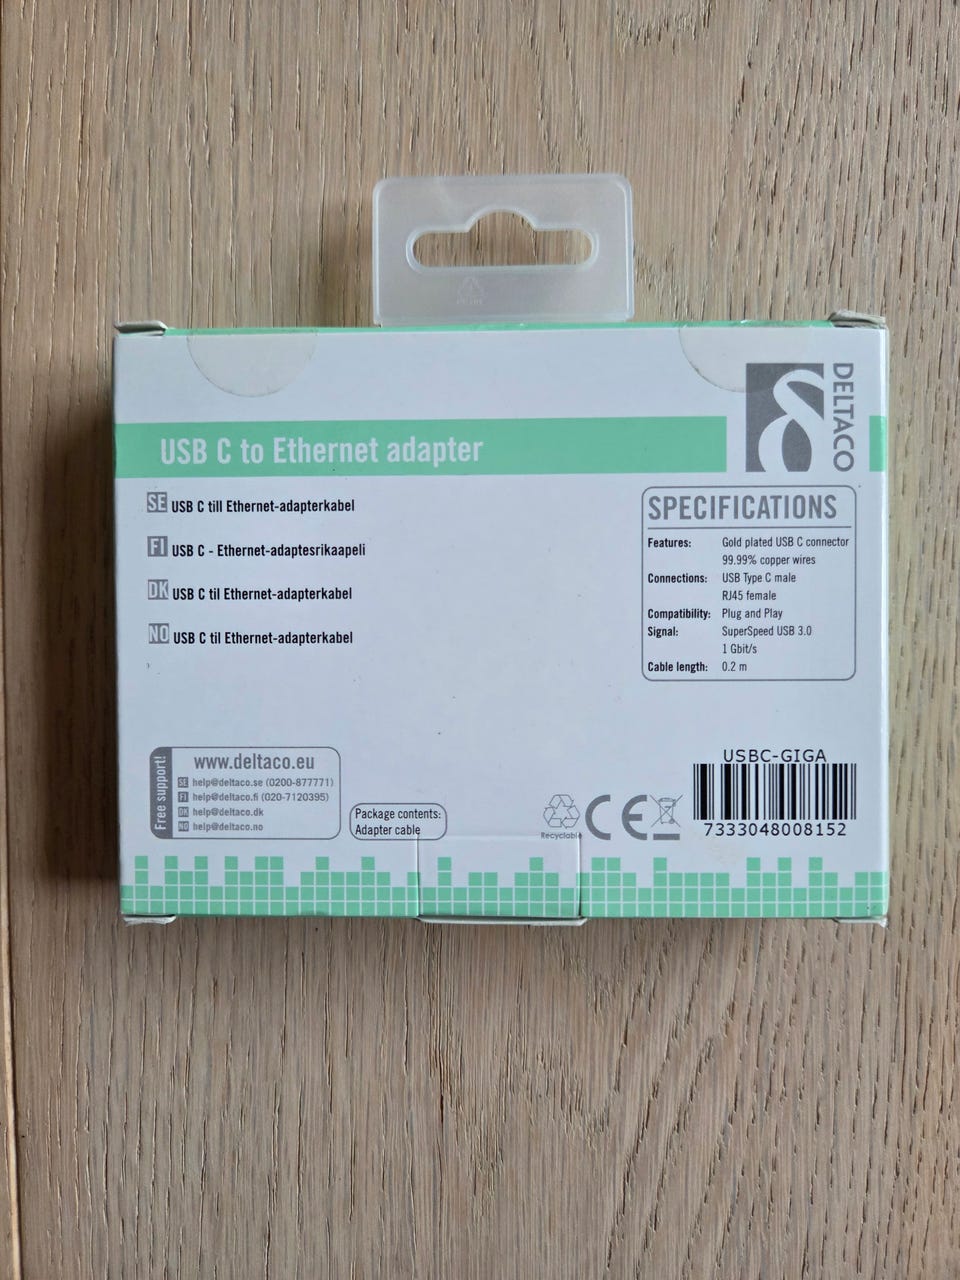 DELTACO
USB C to Ethernet adapter
SE USB C till Ethernet-adapterkabel
FI USB C - Ethernet-adaptesrikaapeli
DK USB C til Ethernet-adapterkabel
NO USB C til Ethernet-adapterkabel
SPECIFICATIONS
Features: Gold plated USB C connector
99.99% copper wires
Connections: USB Type C male
RJ45 female
Compatibility: Plug and Play
Signal: SuperSpeed USB 3.0
1 Gbit/s
Cable length: 0.2 m
Free support!
www.deltaco.eu
SE help@deltaco.se (0200-877771)
FI help@deltaco.fi (020-7120395)
DK help@deltaco.dk
NO help@deltaco.no
Package contents:
Adapter cable
Recyclable
CE
USBC-GIGA
7333048008152